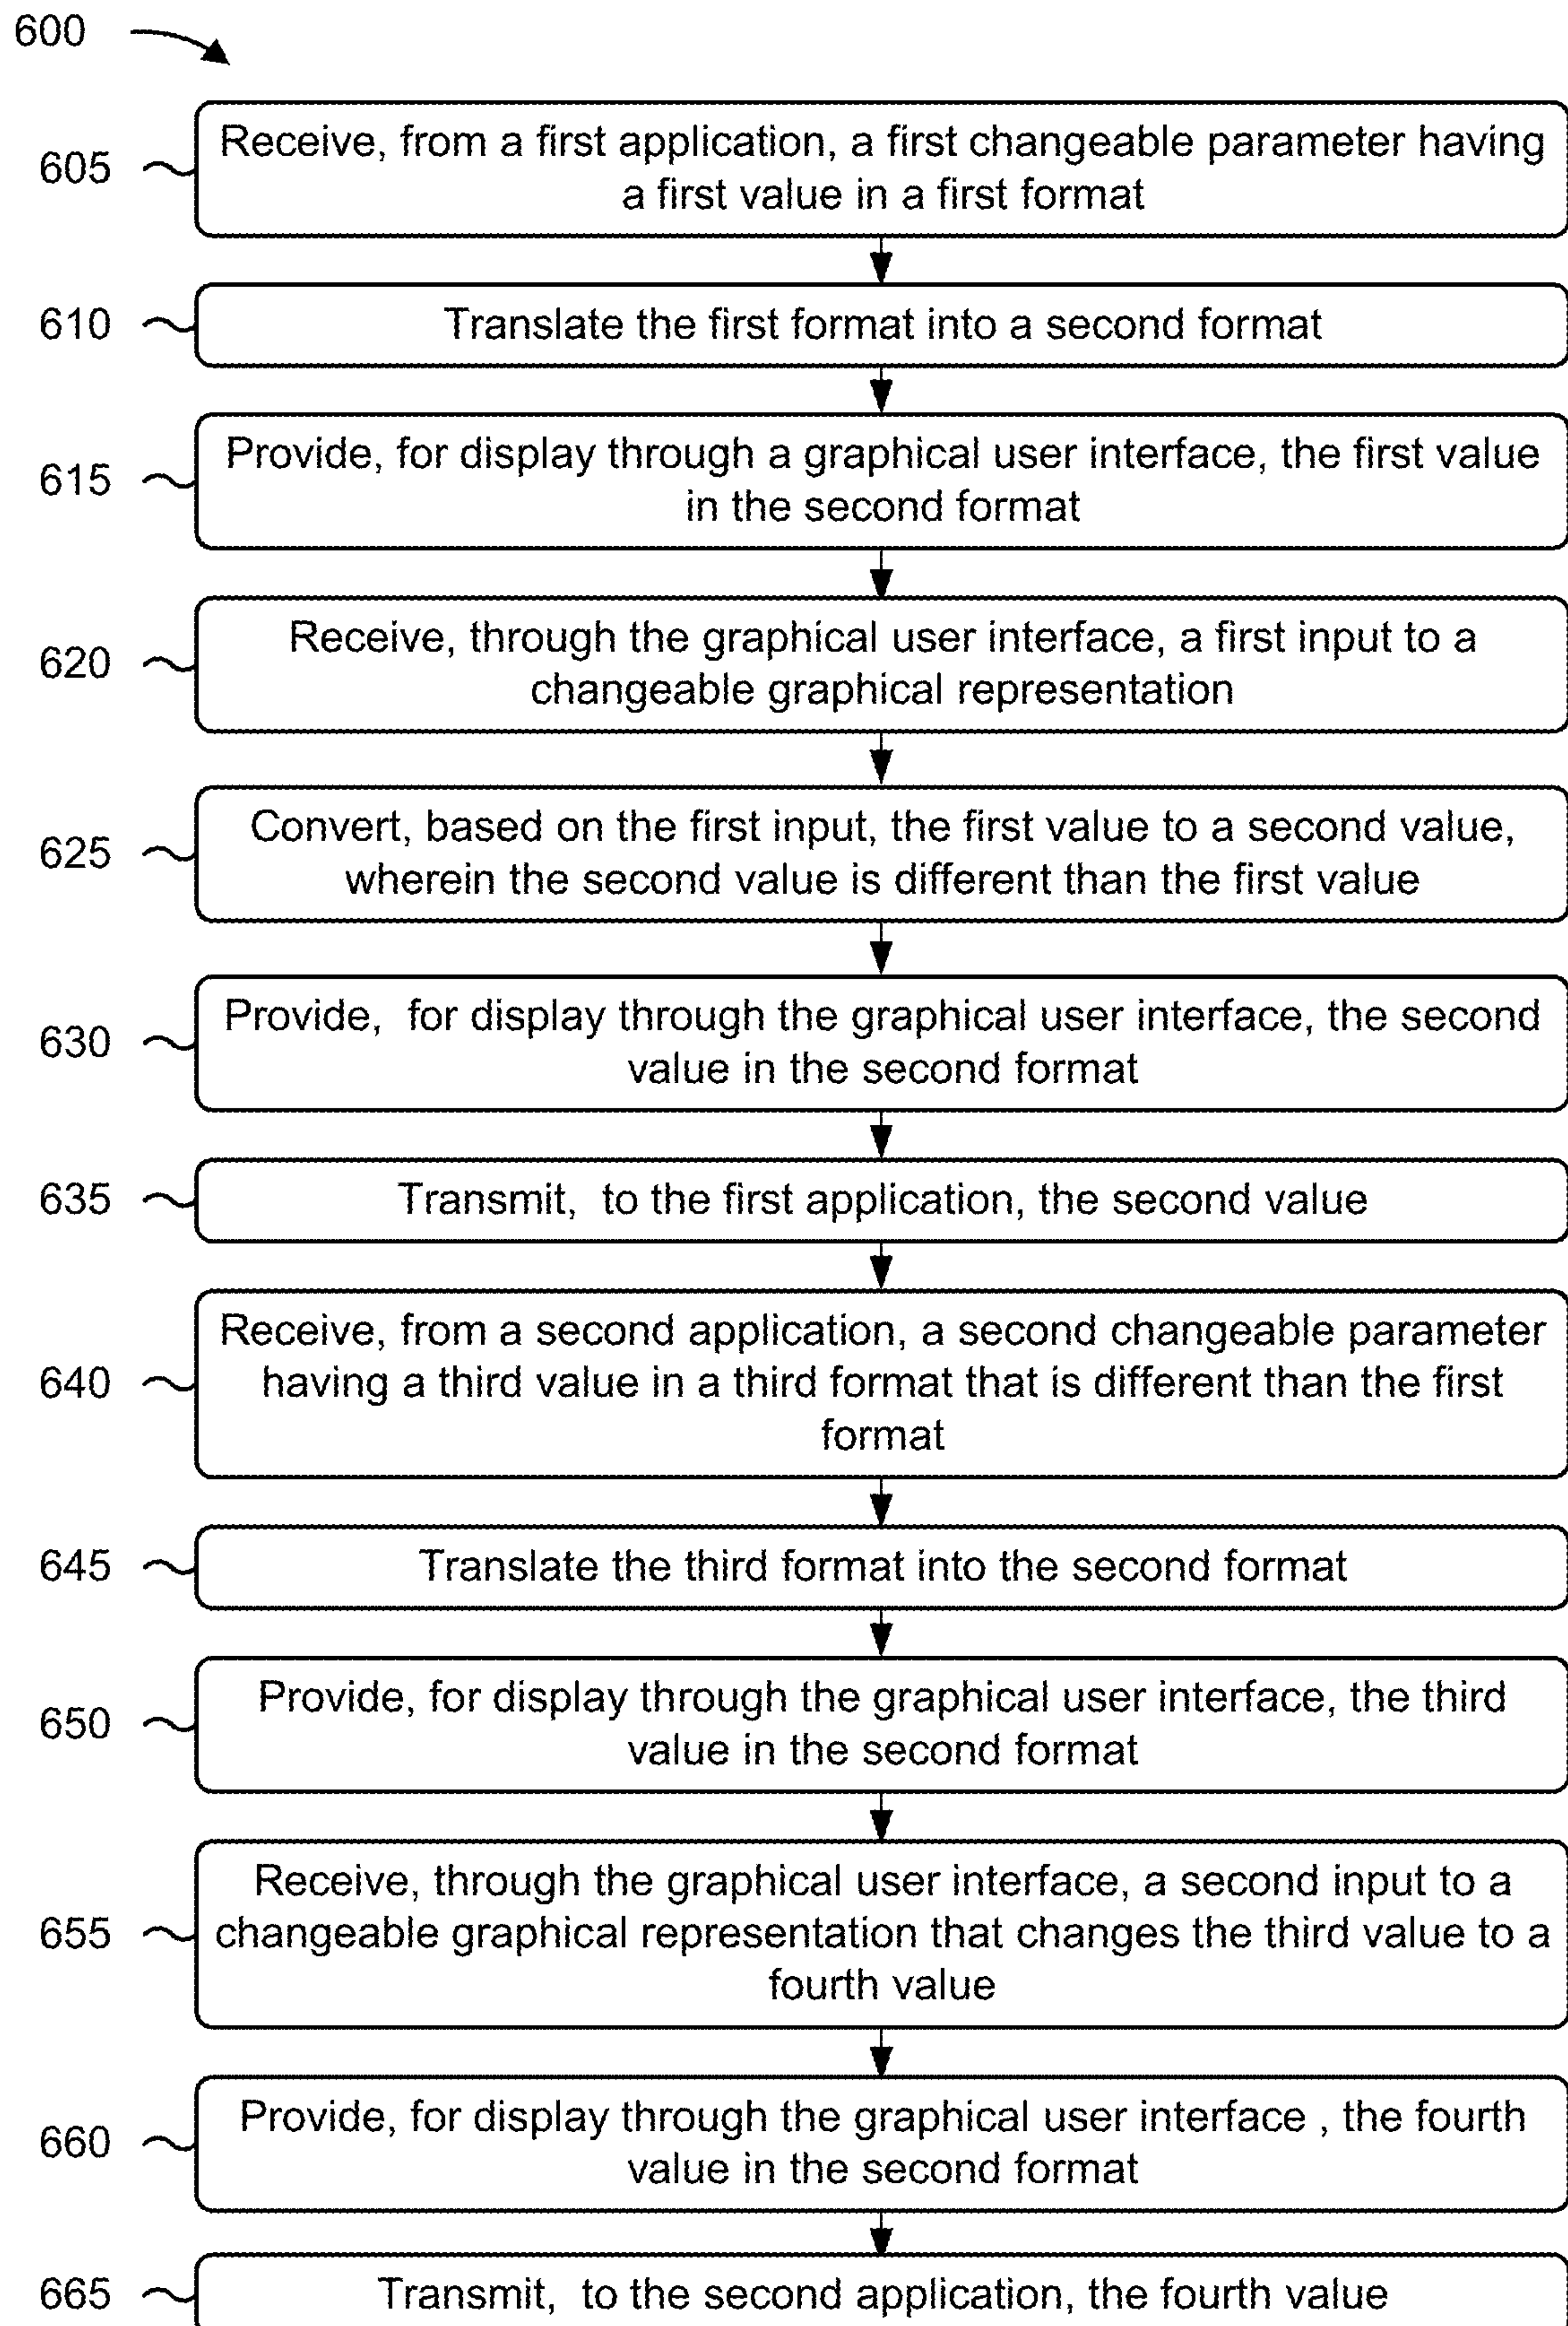 600
605
Receive, from a first application, a first changeable parameter having
a first value in a first format
610
Translate the first format into a second format
615
Provide, for display through a graphical user interface, the first value
in the second format
620
Receive, through the graphical user interface, a first input to a
changeable graphical representation
625
Convert, based on the first input, the first value to a second value,
wherein the second value is different than the first value
630
Provide,  for display through the graphical user interface, the second
value in the second format
635
Transmit,  to the first application, the second value
640
Receive, from a second application, a second changeable parameter
having a third value in a third format that is different than the first
format
645
Translate the third format into the second format
650
Provide, for display through the graphical user interface, the third
value in the second format
655
Receive, through the graphical user interface, a second input to a
changeable graphical representation that changes the third value to a
fourth value
660
Provide, for display through the graphical user interface , the fourth
value in the second format
665
Transmit,  to the second application, the fourth value